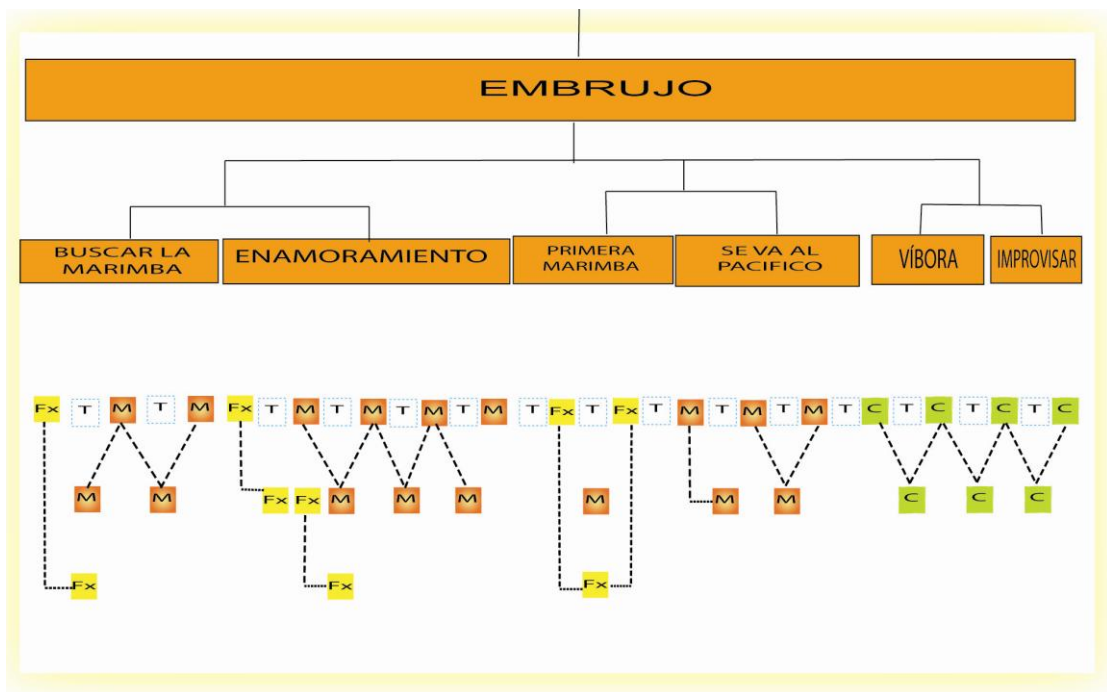 EMBRUJO
BUSCAR LA
MARIMBA
ENAMORAMIENTO
PRIMERA
MARIMBA
SE VA AL
PACIFICO
VÍBORA
IMPROVISAR
Fx T M T M Fx T M T M T M T M T Fx T Fx T M T M T M T C T C T C T C
M M Fx Fx M M M M M M C C C
Fx Fx Fx